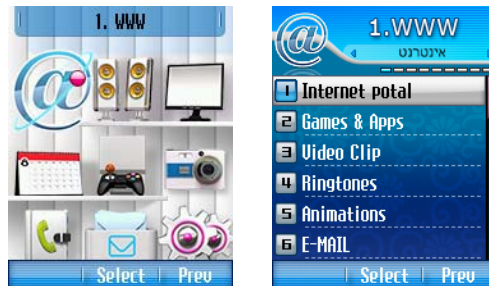 1. WWW
Select Prev
1.WWW
אינטרנט
1 Internet potal
2 Games & Apps
3 Video Clip
4 Ringtones
5 Animations
6 E-MAIL
Select Prev